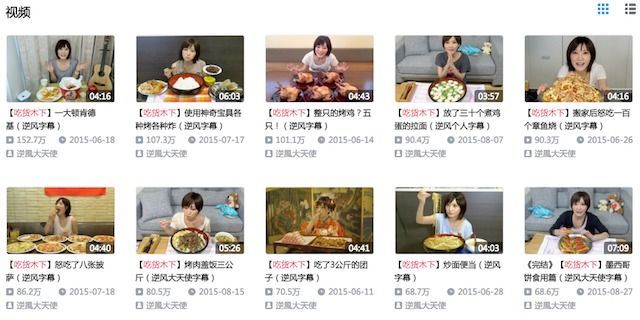 视频
04:16
06:03
04:43
03:57
04:16
【吃货木下】一大顿肯德
基（逆风字幕）
152.7万 2015-06-18
逆風大天使
【吃货木下】使用神奇宝具各
种烤各种炸（逆风字幕）
107.3万 2015-07-17
逆風大天使
【吃货木下】整只的烤鸡？五
只！（逆风字幕）
101.1万 2015-06-14
逆風大天使
【吃货木下】放了三十个煮鸡
蛋的拉面（逆风个人字幕）
90.4万 2015-08-07
逆風大天使
【吃货木下】搬家后怒吃一百
个章鱼烧（逆风字幕）
90.3万 2015-06-26
逆風大天使
04:40
05:26
04:41
04:03
07:09
【吃货木下】怒吃了八张披
萨（逆风字幕）
86.2万 2015-07-18
逆風大天使
【吃货木下】烤肉盖饭三公
斤（逆风大天使字幕）
80.5万 2015-08-15
逆風大天使
【吃货木下】吃了3公斤的团
子（逆风字幕）
70.5万 2015-06-11
逆風大天使
【吃货木下】炒面便当（逆风
字幕）
68.7万 2015-06-28
逆風大天使
《完结》【吃货木下】墨西哥
饼食用篇（逆风大天使字幕）
68.6万 2015-08-27
逆風大天使